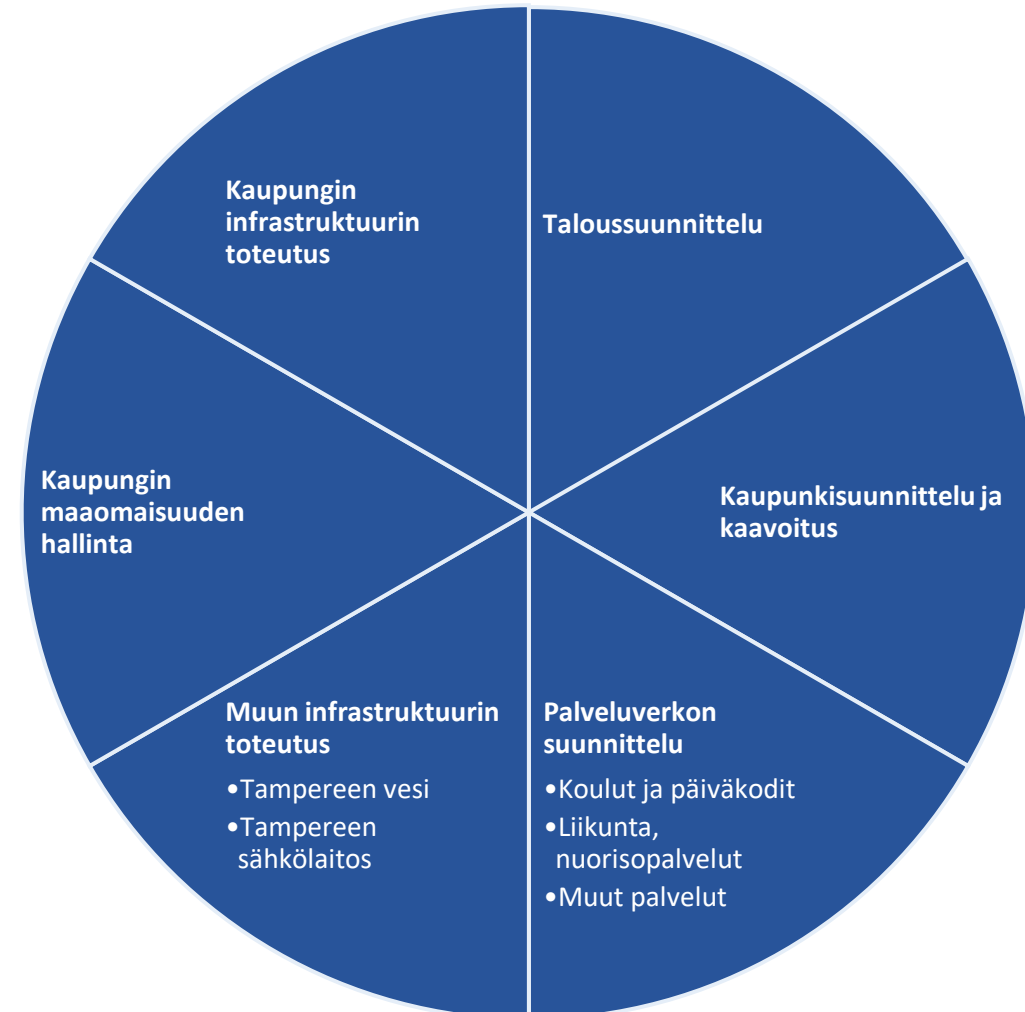 Kaupungin
infrastruktuurin
toteutus
Taloussuunnittelu
Kaupunkisuunnittelu ja
kaavoitus
Palveluverkon
suunnittelu
•Koulut ja päiväkodit
•Liikunta,
nuorisopalvelut
•Muut palvelut
Muun infrastruktuurin
toteutus
•Tampereen vesi
•Tampereen
sähkölaitos
Kaupungin
maaomaisuuden
hallinta